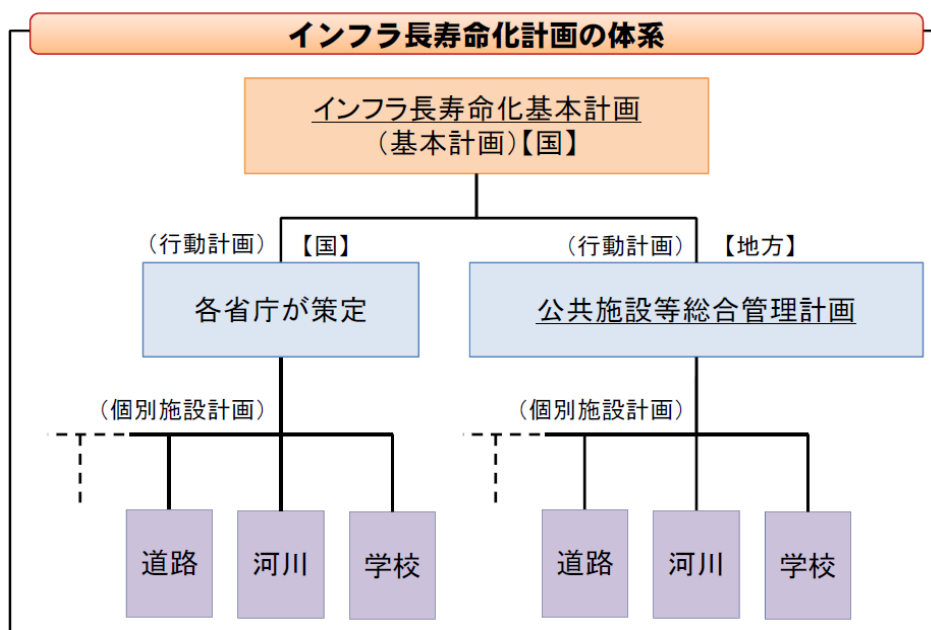 インフラ長寿命化計画の体系
インフラ長寿命化基本計画
（基本計画）【国】
（行動計画）【国】
（行動計画）【地方】
各省庁が策定
公共施設等総合管理計画
（個別施設計画）
（個別施設計画）
道路
河川
学校
道路
河川
学校